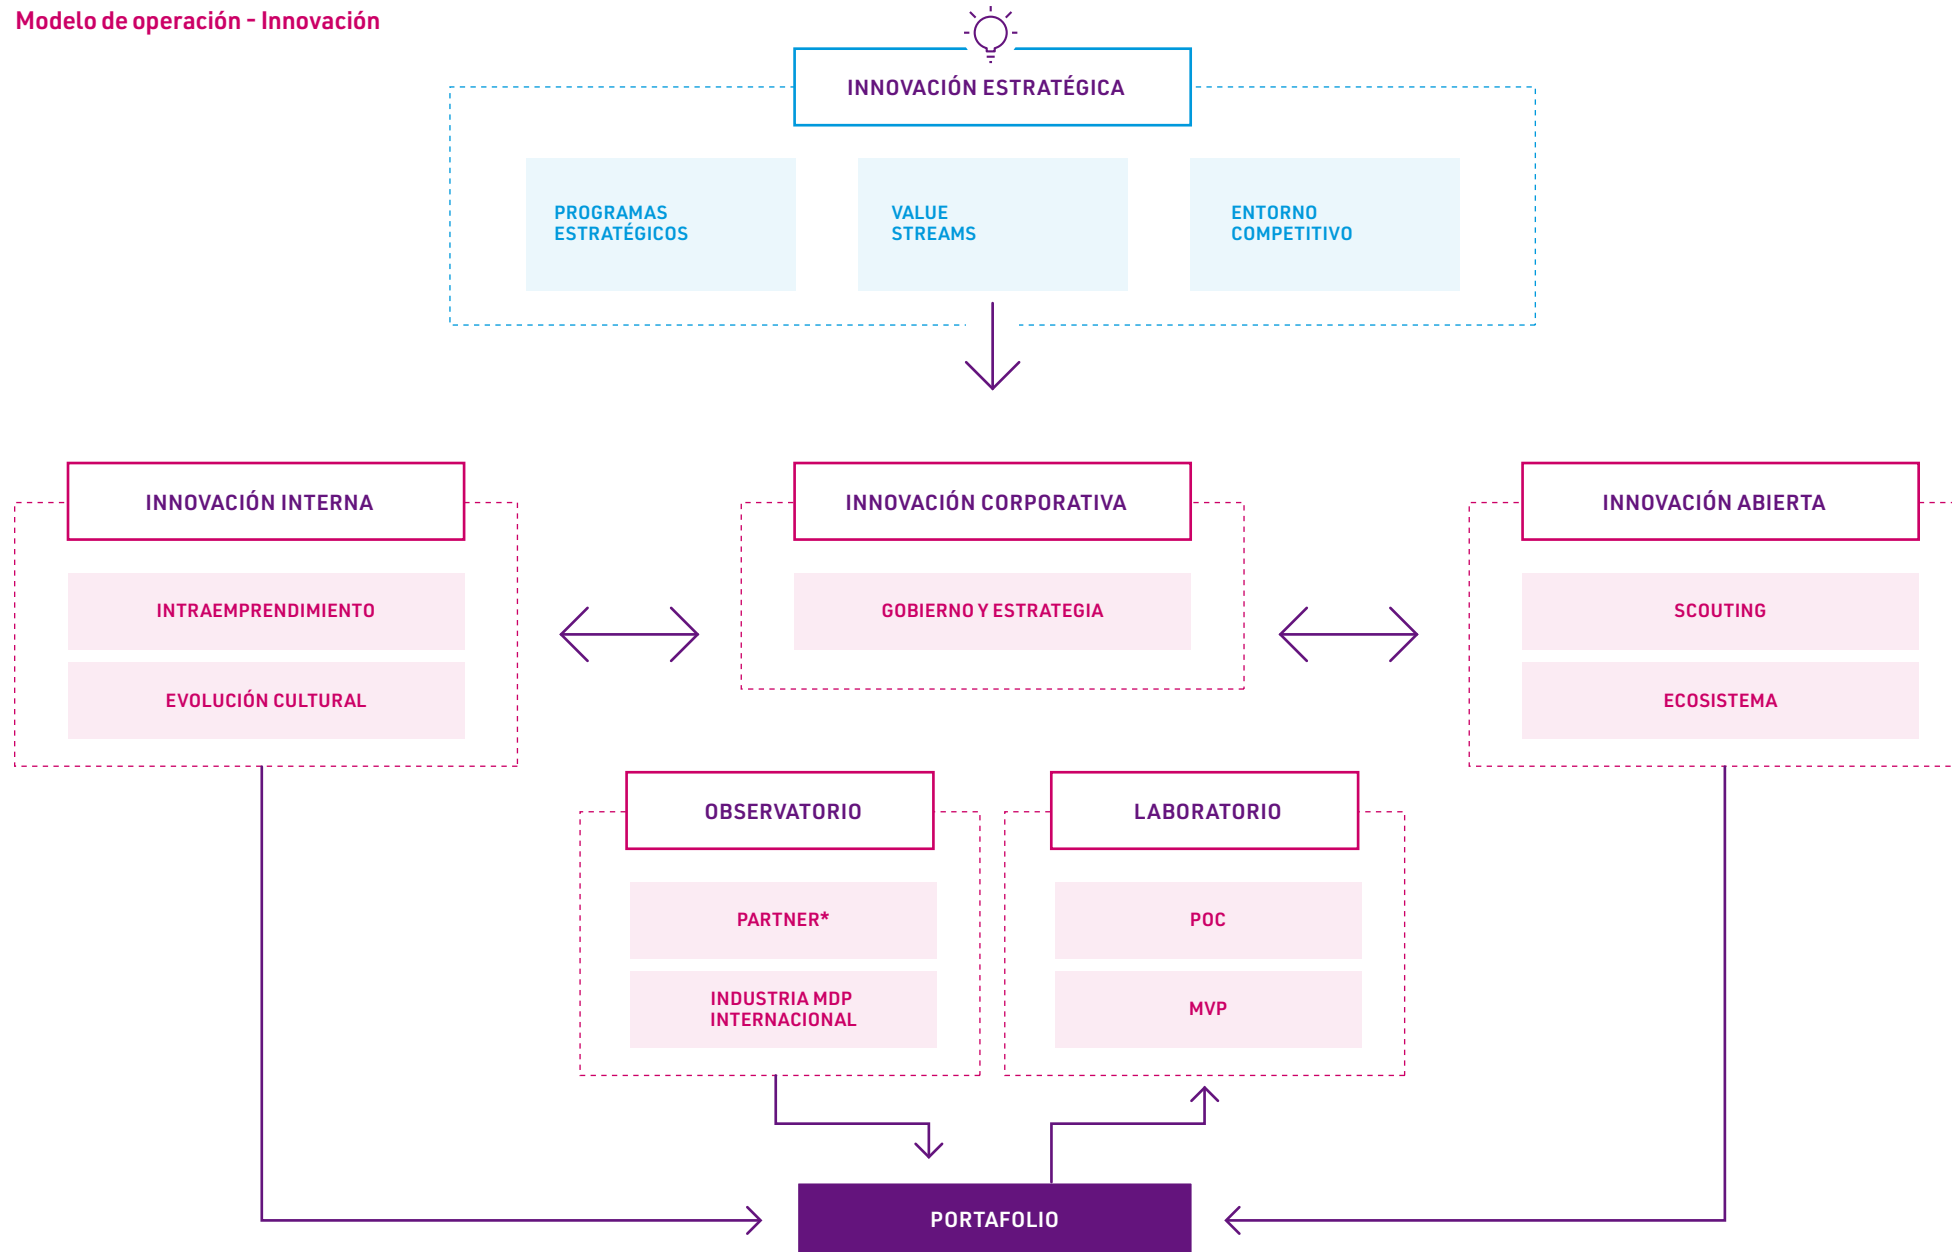 Modelo de operación - Innovación
INNOVACIÓN ESTRATÉGICA
PROGRAMAS
ESTRATÉGICOS
VALUE
STREAMS
ENTORNO
COMPETITIVO
INNOVACIÓN INTERNA
INTRAEMPRENDIMIENTO
EVOLUCIÓN CULTURAL
INNOVACIÓN CORPORATIVA
GOBIERNO Y ESTRATEGIA
INNOVACIÓN ABIERTA
SCOUTING
ECOSISTEMA
OBSERVATORIO
PARTNER*
INDUSTRIA MDP
INTERNACIONAL
LABORATORIO
POC
MVP
PORTAFOLIO